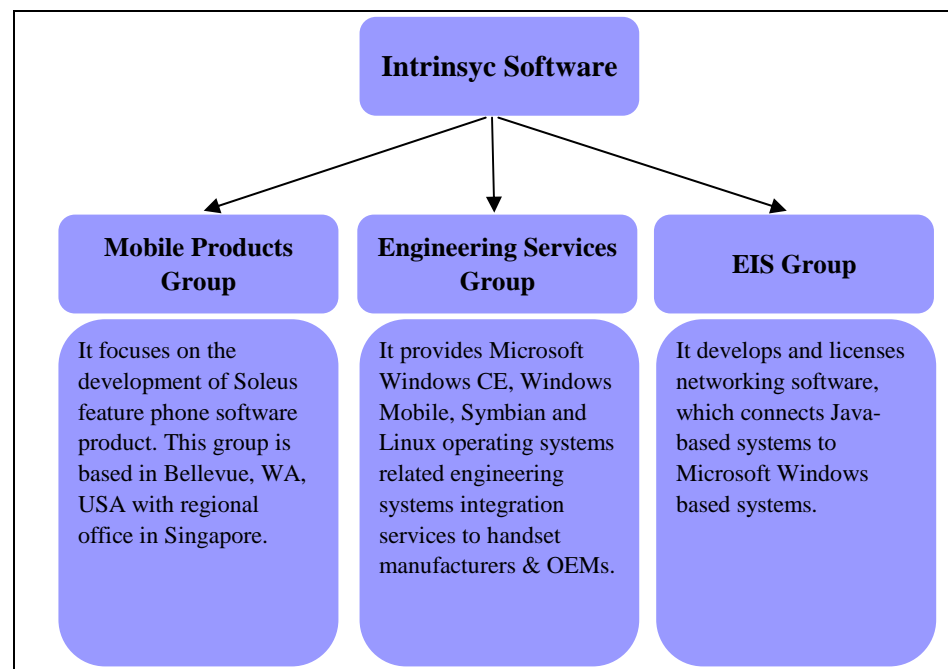 Intrinsyc Software
Mobile Products
Group
Engineering Services
Group
EIS Group
It focuses on the
development of Soleus
feature phone software
product. This group is
based in Bellevue, WA,
USA with regional
office in Singapore.
It provides Microsoft
Windows CE, Windows
Mobile, Symbian and
Linux operating systems
related engineering
systems integration
services to handset
manufacturers & OEMs.
It develops and licenses
networking software,
which connects Java-
based systems to
Microsoft Windows
based systems.